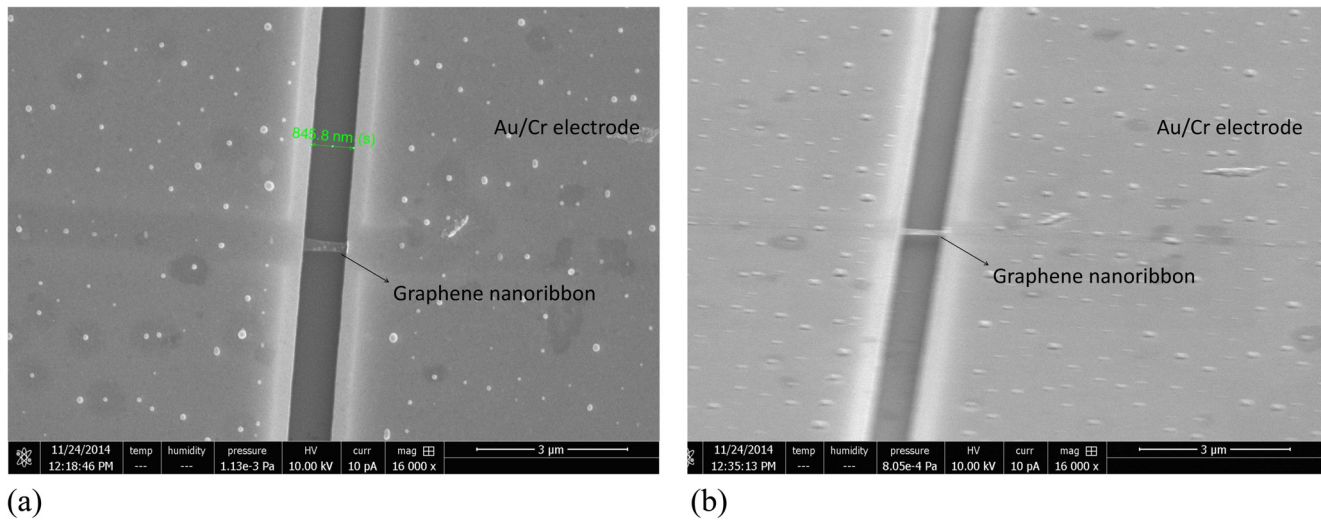 845.8 nm (s)
Au/Cr electrode
Graphene nanoribbon
11/24/2014 temp humidity pressure HV curr mag
12:18:46 PM --- --- 1.13e-3 Pa 10.00 kV 10 pA 16 000 x
3 µm
(a)
Au/Cr electrode
Graphene nanoribbon
11/24/2014 temp humidity pressure HV curr mag
12:35:13 PM --- --- 8.05e-4 Pa 10.00 kV 10 pA 16 000 x
3 µm
(b)